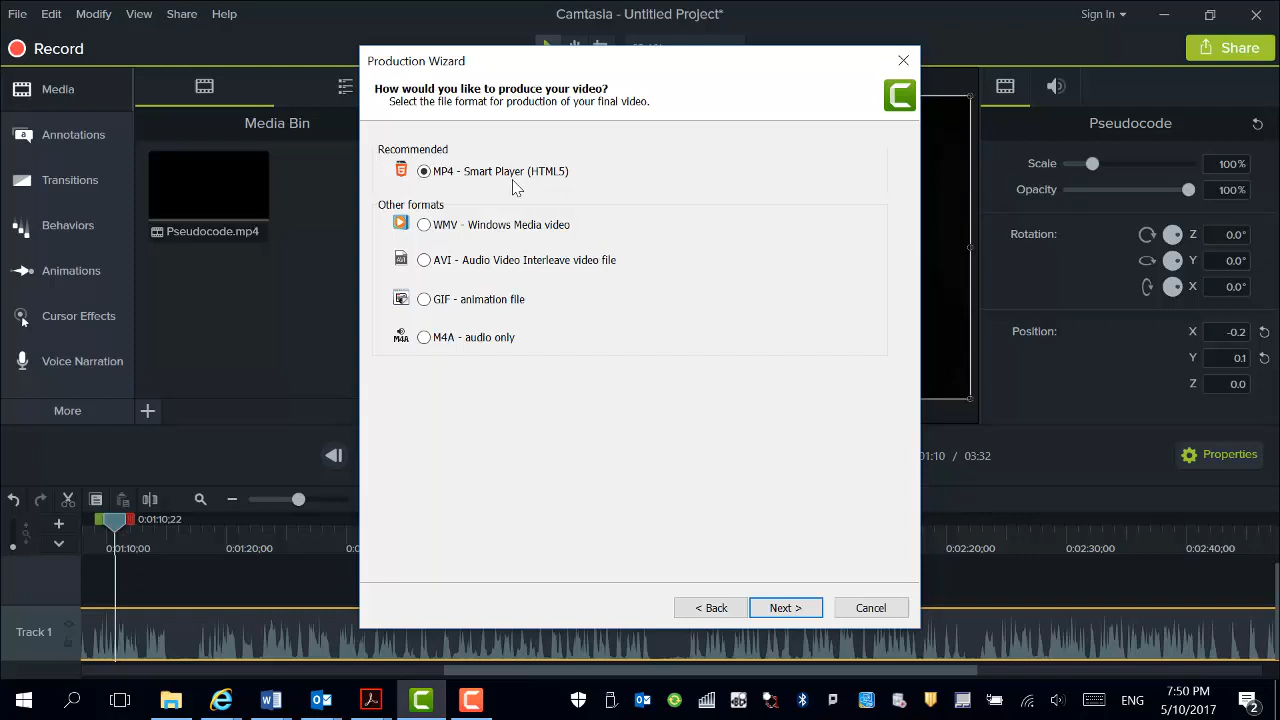 File Edit Modify View Share Help Camtasia - Untitled Project* Sign In
Record Share
Production Wizard
How would you like to produce your video?
Select the file format for production of your final video.
Recommended
MP4 - Smart Player (HTML5)
Other formats
WMV - Windows Media video
AVI - Audio Video Interleave video file
GIF - animation file
M4A - audio only
< Back Next > Cancel
Media
Annotations
Transitions
Behaviors
Animations
Cursor Effects
Voice Narration
More
Media Bin
Pseudocode.mp4
Pseudocode
Scale 100%
Opacity 100%
Rotation: Z 0.0°
Y 0.0°
X 0.0°
Position: X -0.2
Y 0.1
Z 0.0
/ 03:32 Properties
0:01:10;22
0:01:10;00 0:01:20;00 0:02:20;00 0:02:30;00 0:02:40;00
Track 1
ENG
7:50 PM
5/10/2017
2